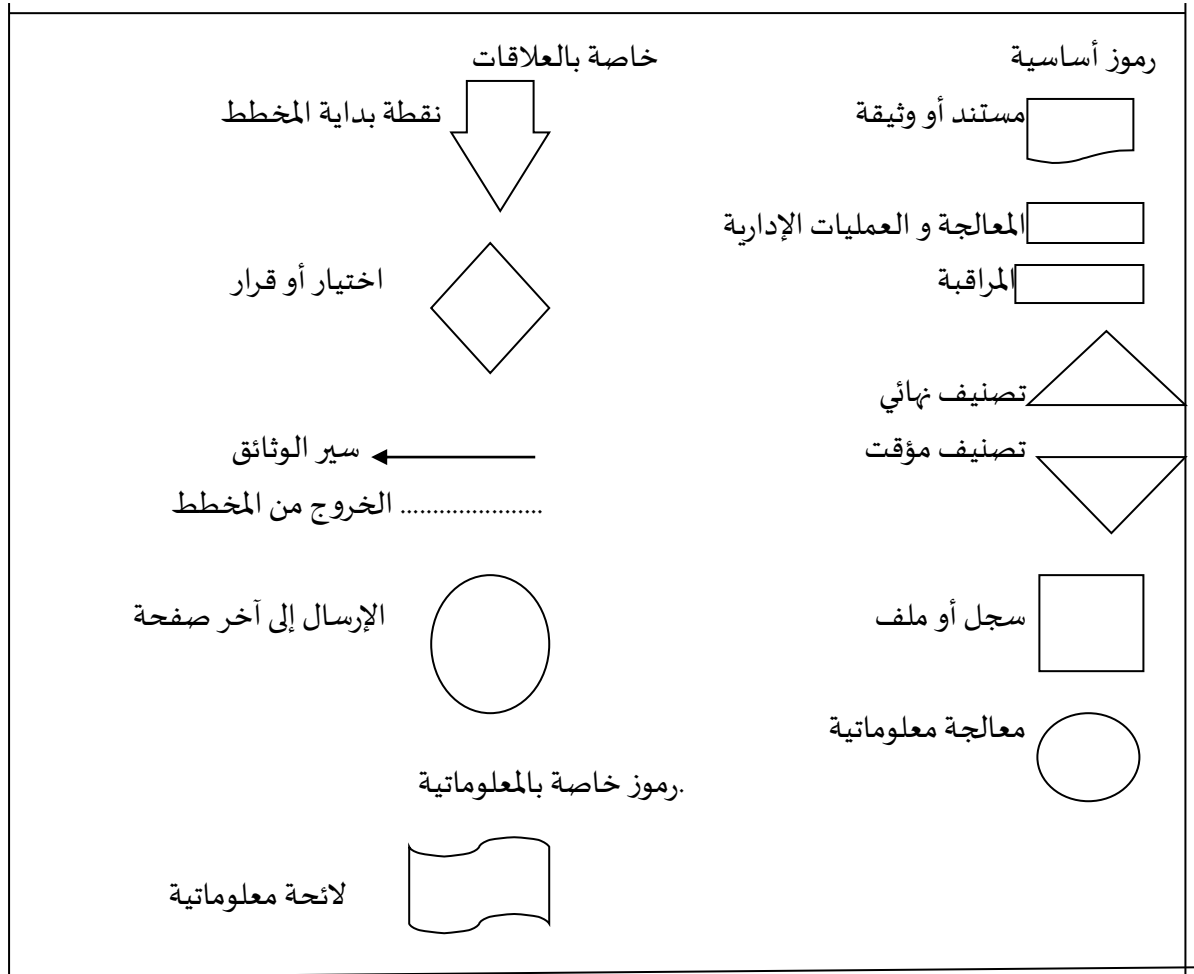 رموز أساسية
خاصة بالعلاقات
مستند أو وثيقة
نقطة بداية المخطط
المعالجة و العمليات الإدارية
المراقبة
اختيار أو قرار
تصنيف نهائي
تصنيف مؤقت
سير الوثائق
الخروج من المخطط ......................
سجل أو ملف
الإرسال إلى آخر صفحة
معالجة معلوماتية
رموز خاصة بالمعلوماتية.
لائحة معلوماتية